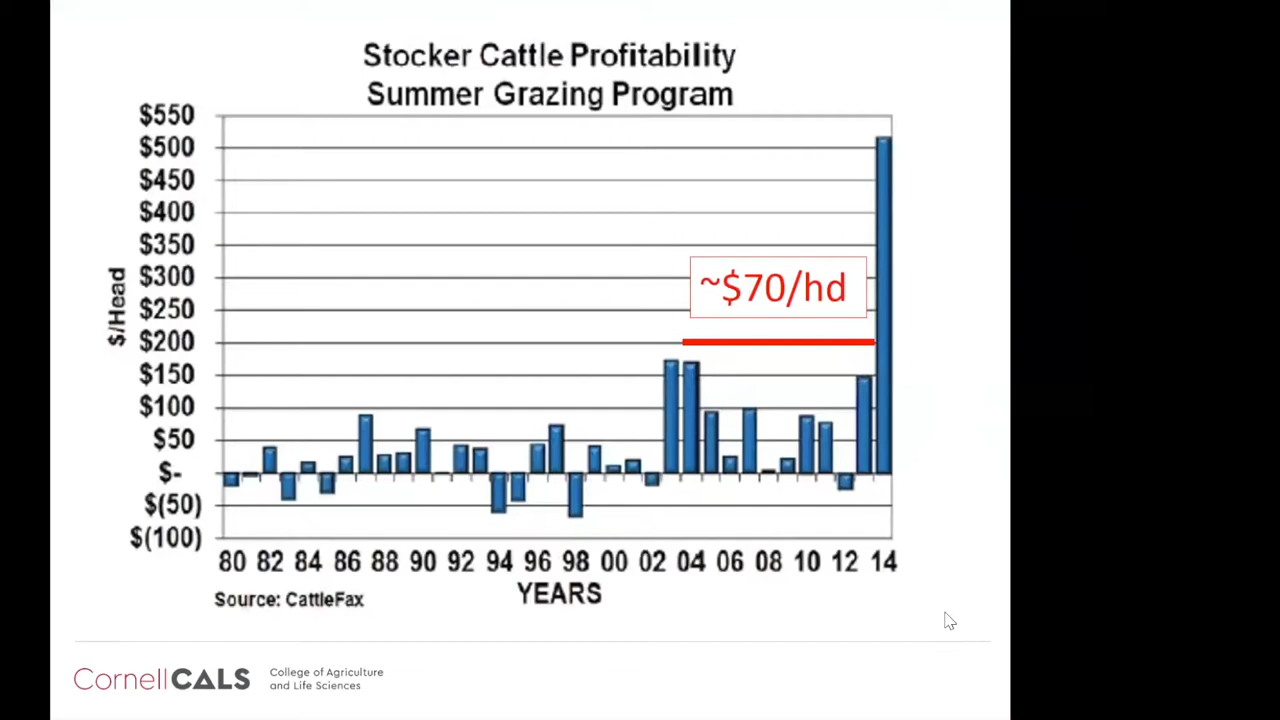 Stocker Cattle Profitability
Summer Grazing Program
$/Head
$550
$500
$450
$400
$350
$300
$250
$200
$150
$100
$50
$-
$(50)
$(100)
~$70/hd
80 82 84 86 88 90 92 94 96 98 00 02 04 06 08 10 12 14
YEARS
Source: CattleFax
CornellCALS
College of Agriculture
and Life Sciences